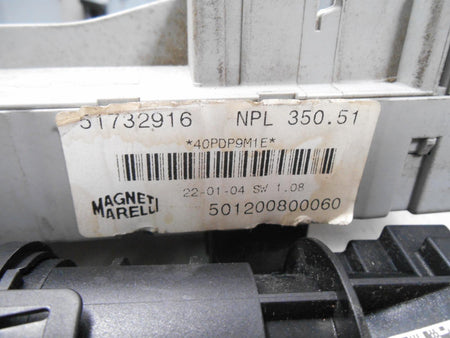 51732916 NPL 350.51
*40PDP9M1E*
22-01-04 SW 1.08
MAGNETI
MARELLI
501200800060